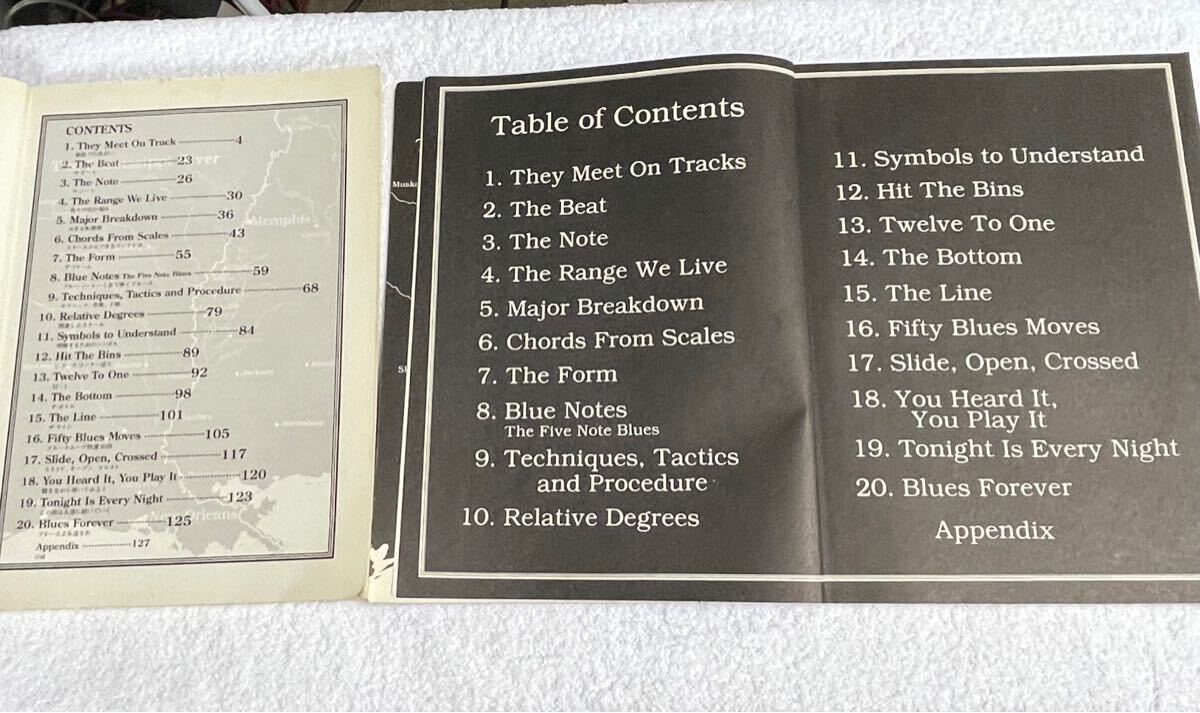 CONTENTS
1. They Meet On Track 4
2. The Beat 23
3. The Note 26
4. The Range We Live 30
5. Major Breakdown 36
6. Chords From Scales 43
7. The Form 55
8. Blue Notes The Five Note Blues 59
9. Techniques, Tactics and Procedure 68
10. Relative Degrees 79
11. Symbols to Understand 84
12. Hit The Bins 89
13. Twelve To One 92
14. The Bottom 98
15. The Line 101
16. Fifty Blues Moves 105
17. Slide, Open, Crossed 117
18. You Heard It, You Play It 120
19. Tonight Is Every Night 123
20. Blues Forever 125
Appendix 127
Memphis
New Orleans
Table of Contents
1. They Meet On Tracks
2. The Beat
3. The Note
4. The Range We Live
5. Major Breakdown
6. Chords From Scales
7. The Form
8. Blue Notes
The Five Note Blues
9. Techniques, Tactics
and Procedure
10. Relative Degrees
11. Symbols to Understand
12. Hit The Bins
13. Twelve To One
14. The Bottom
15. The Line
16. Fifty Blues Moves
17. Slide, Open, Crossed
18. You Heard It,
You Play It
19. Tonight Is Every Night
20. Blues Forever
Appendix